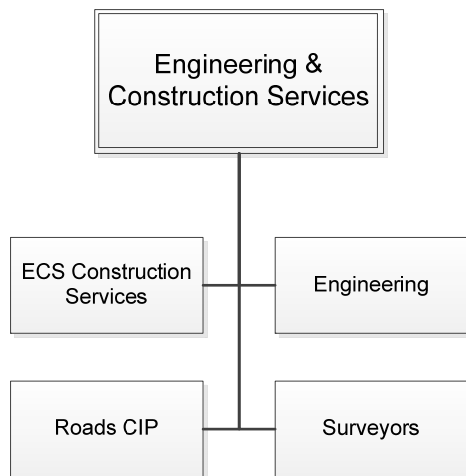 Engineering &
Construction Services
ECS Construction
Services
Engineering
Roads CIP
Surveyors